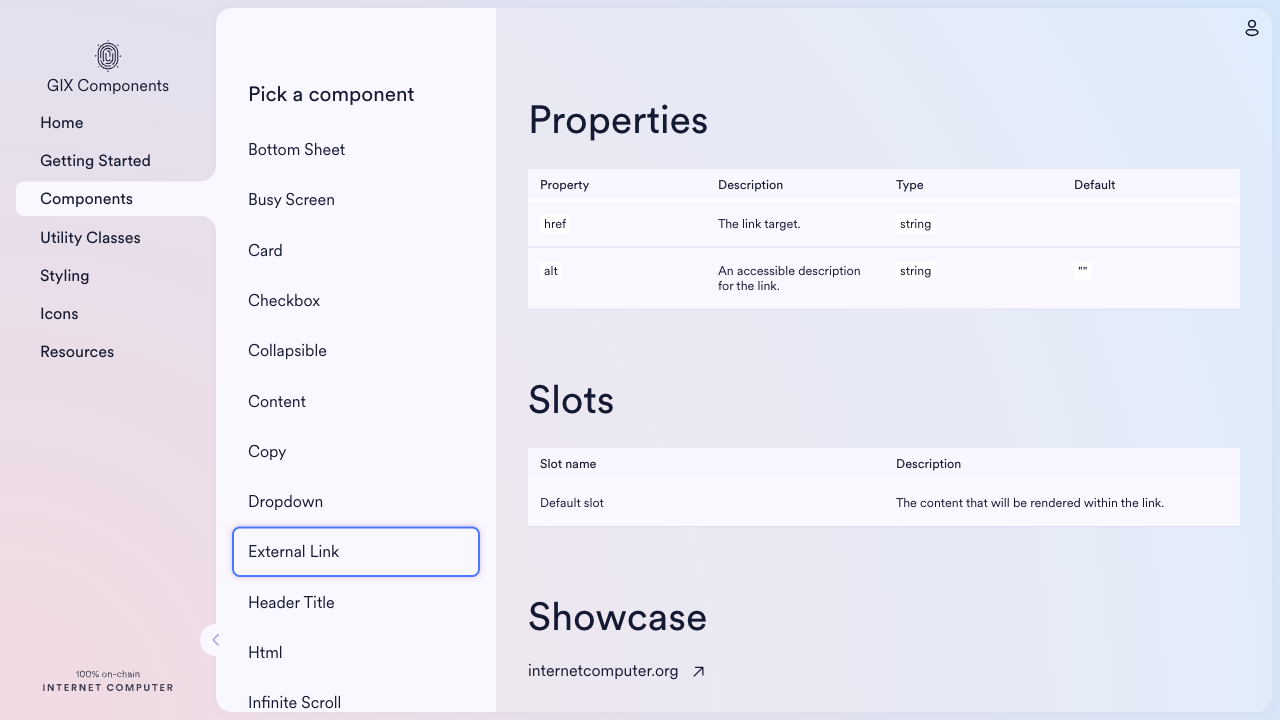 GIX Components
Home
Getting Started
Components
Utility Classes
Styling
Icons
Resources
100% on-chain
INTERNET COMPUTER
Pick a component
Bottom Sheet
Busy Screen
Card
Checkbox
Collapsible
Content
Copy
Dropdown
External Link
Header Title
Html
Infinite Scroll
Properties
Property Description Type Default
href The link target. string
alt An accessible description for the link. string ""
Slots
Slot name Description
Default slot The content that will be rendered within the link.
Showcase
internetcomputer.org